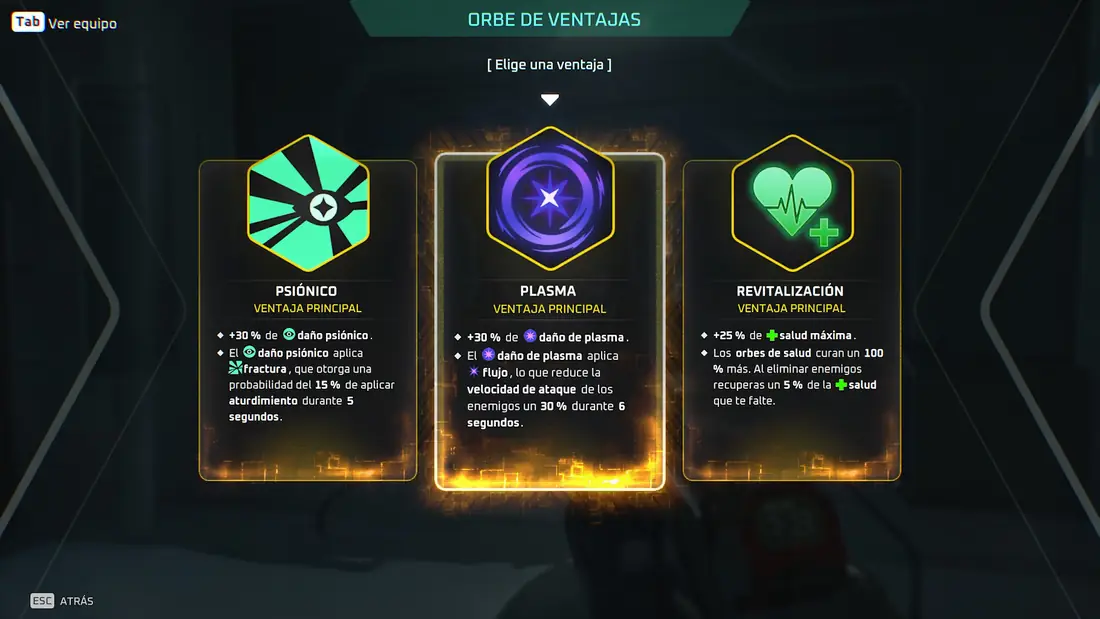 Tab Ver equipo
ORBE DE VENTAJAS
[ Elige una ventaja ]
PSIÓNICO
VENTAJA PRINCIPAL
+30 % de daño psiónico.
El daño psiónico aplica
fractura, que otorga una
probabilidad del 15 % de aplicar
aturdimiento durante 5
segundos.
PLASMA
VENTAJA PRINCIPAL
+30 % de daño de plasma.
El daño de plasma aplica
flujo, lo que reduce la
velocidad de ataque de los
enemigos un 30 % durante 6
segundos.
REVITALIZACIÓN
VENTAJA PRINCIPAL
+25 % de salud máxima.
Los orbes de salud curan un 100
% más. Al eliminar enemigos
recuperas un 5 % de la salud
que te falte.
ESC ATRÁS